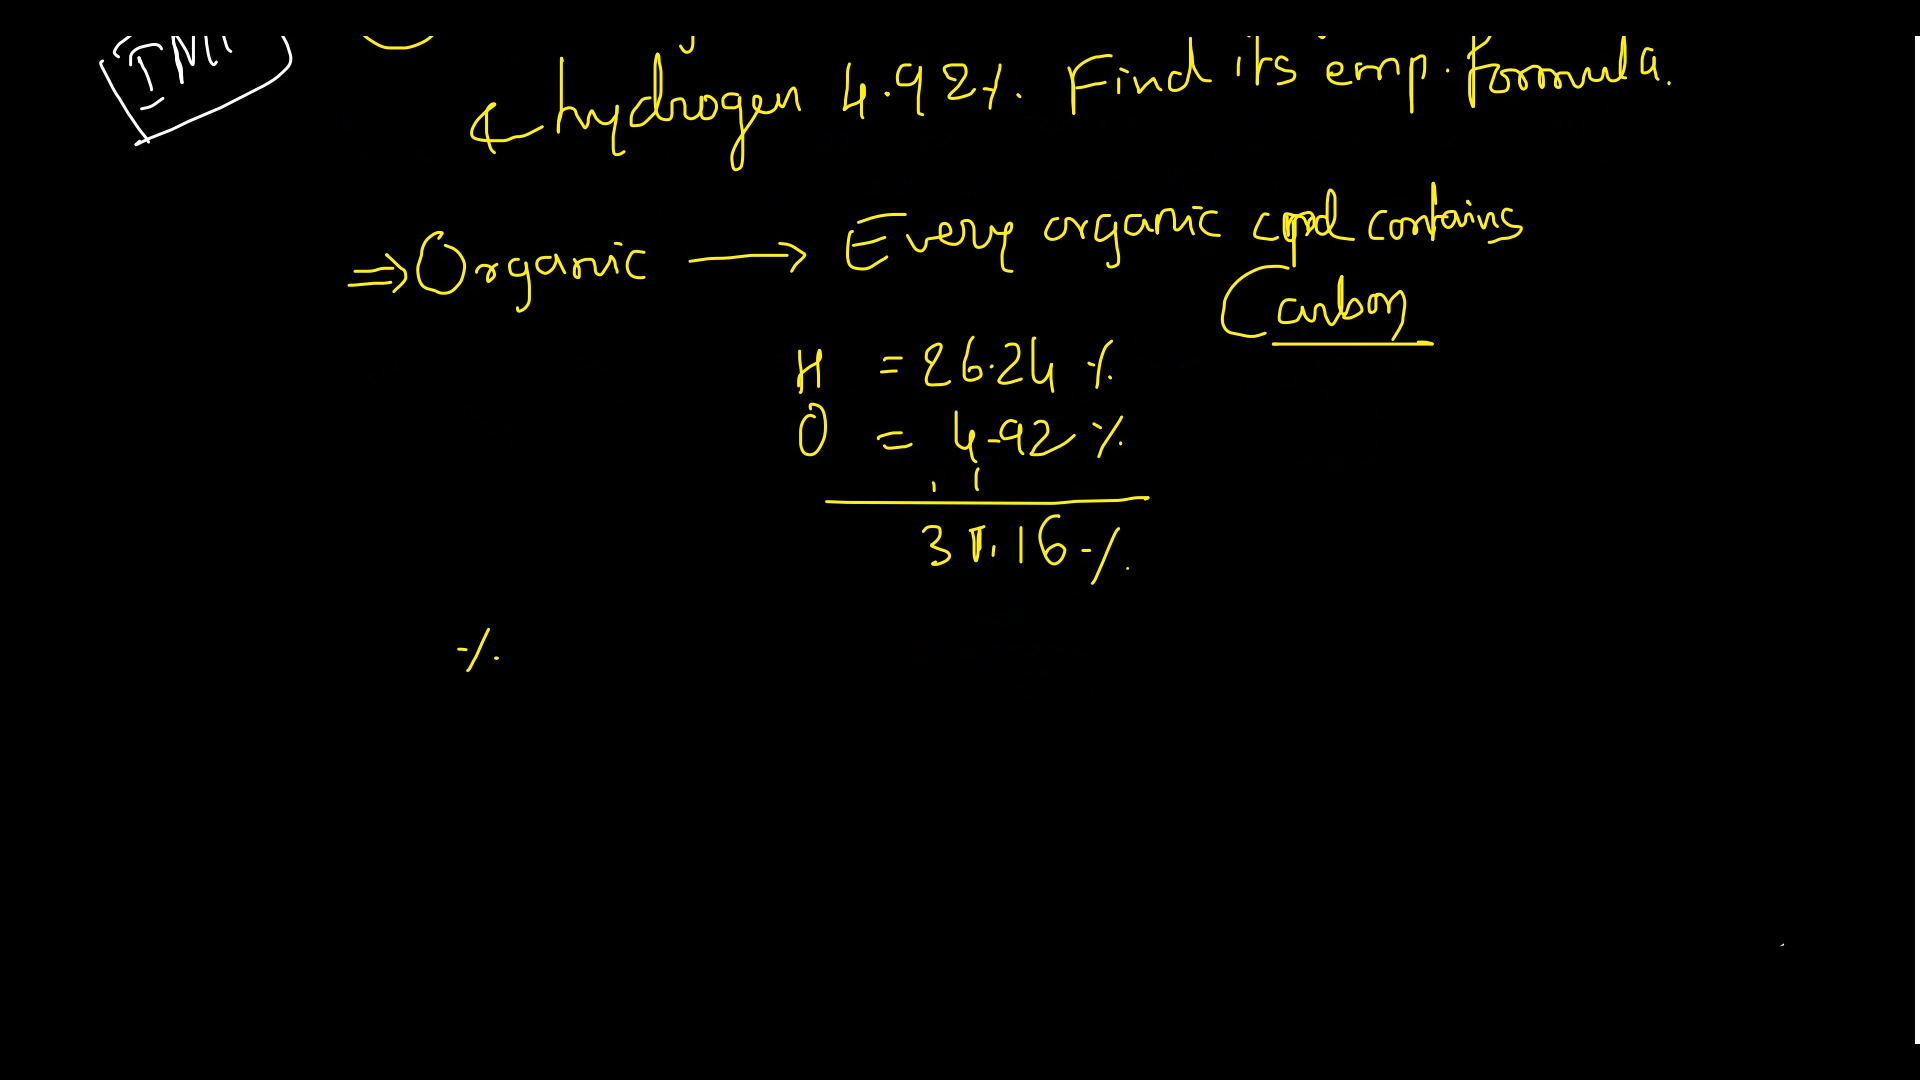 & hydrogen 4.92%. Find its emp. formula.
⇒ Organic → Every organic cpd contains
Carbon
H = 26.24 %
O = 4.92 %
31.16 %
%